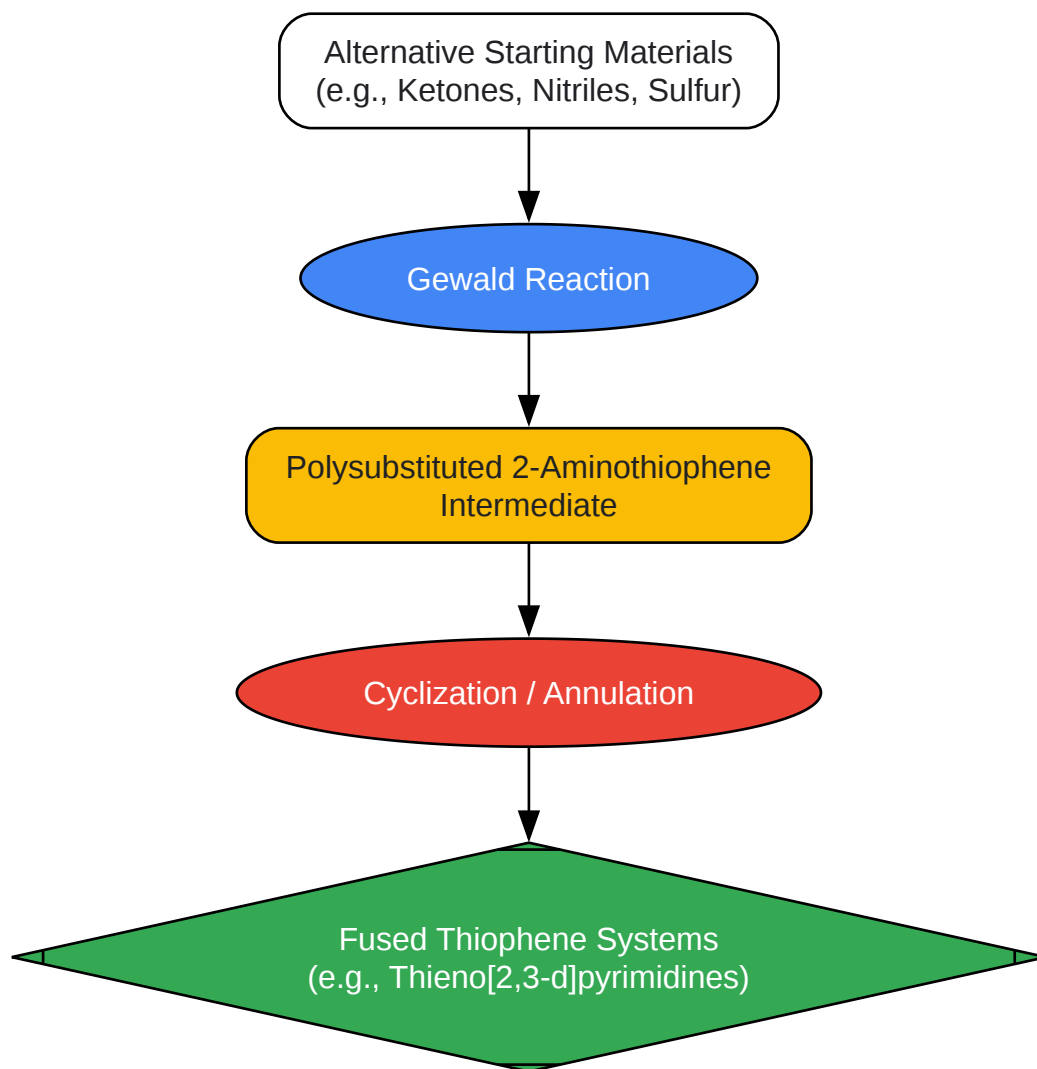 Alternative Starting Materials
(e.g., Ketones, Nitriles, Sulfur)
Gewald Reaction
Polysubstituted 2-Aminothiophene
Intermediate
Cyclization / Annulation
Fused Thiophene Systems
(e.g., Thieno[2,3-d]pyrimidines)